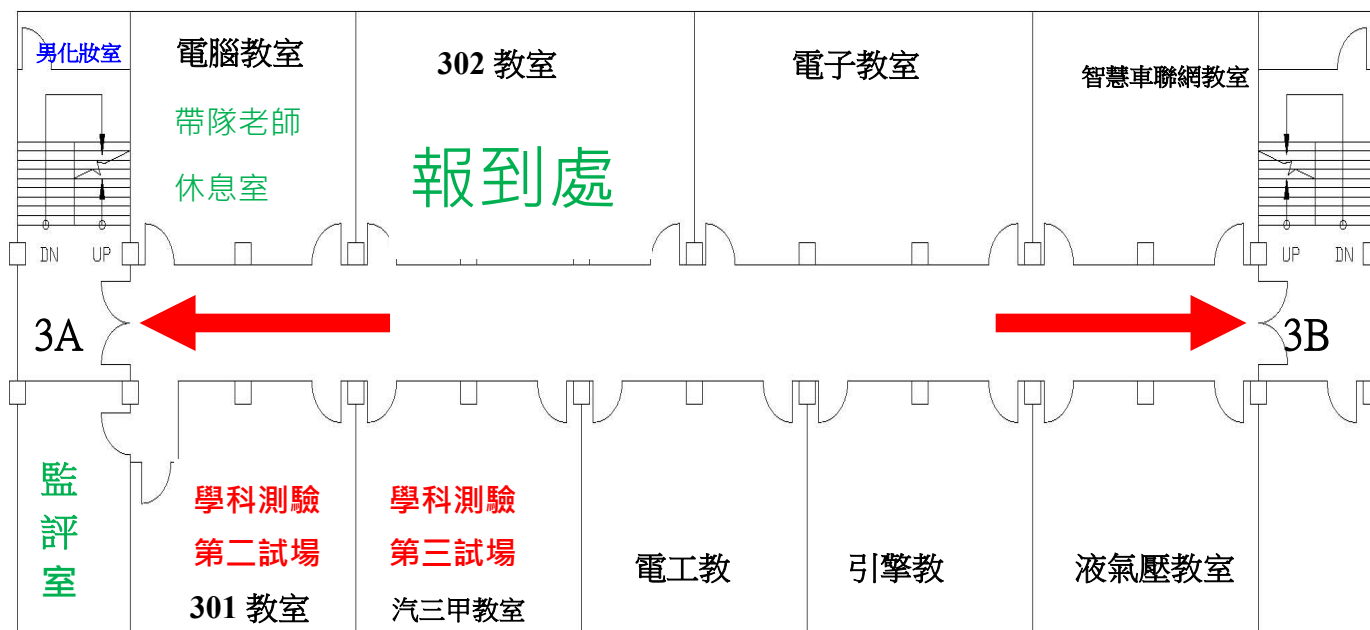 男化妝室
電腦教室
帶隊老師
休息室
302 教室
報到處
電子教室
智慧車聯網教室
DN UP
UP DN
3A
3B
監評室
學科測驗
第二試場
301 教室
學科測驗
第三試場
汽三甲教室
電工教
引擎教
液氣壓教室